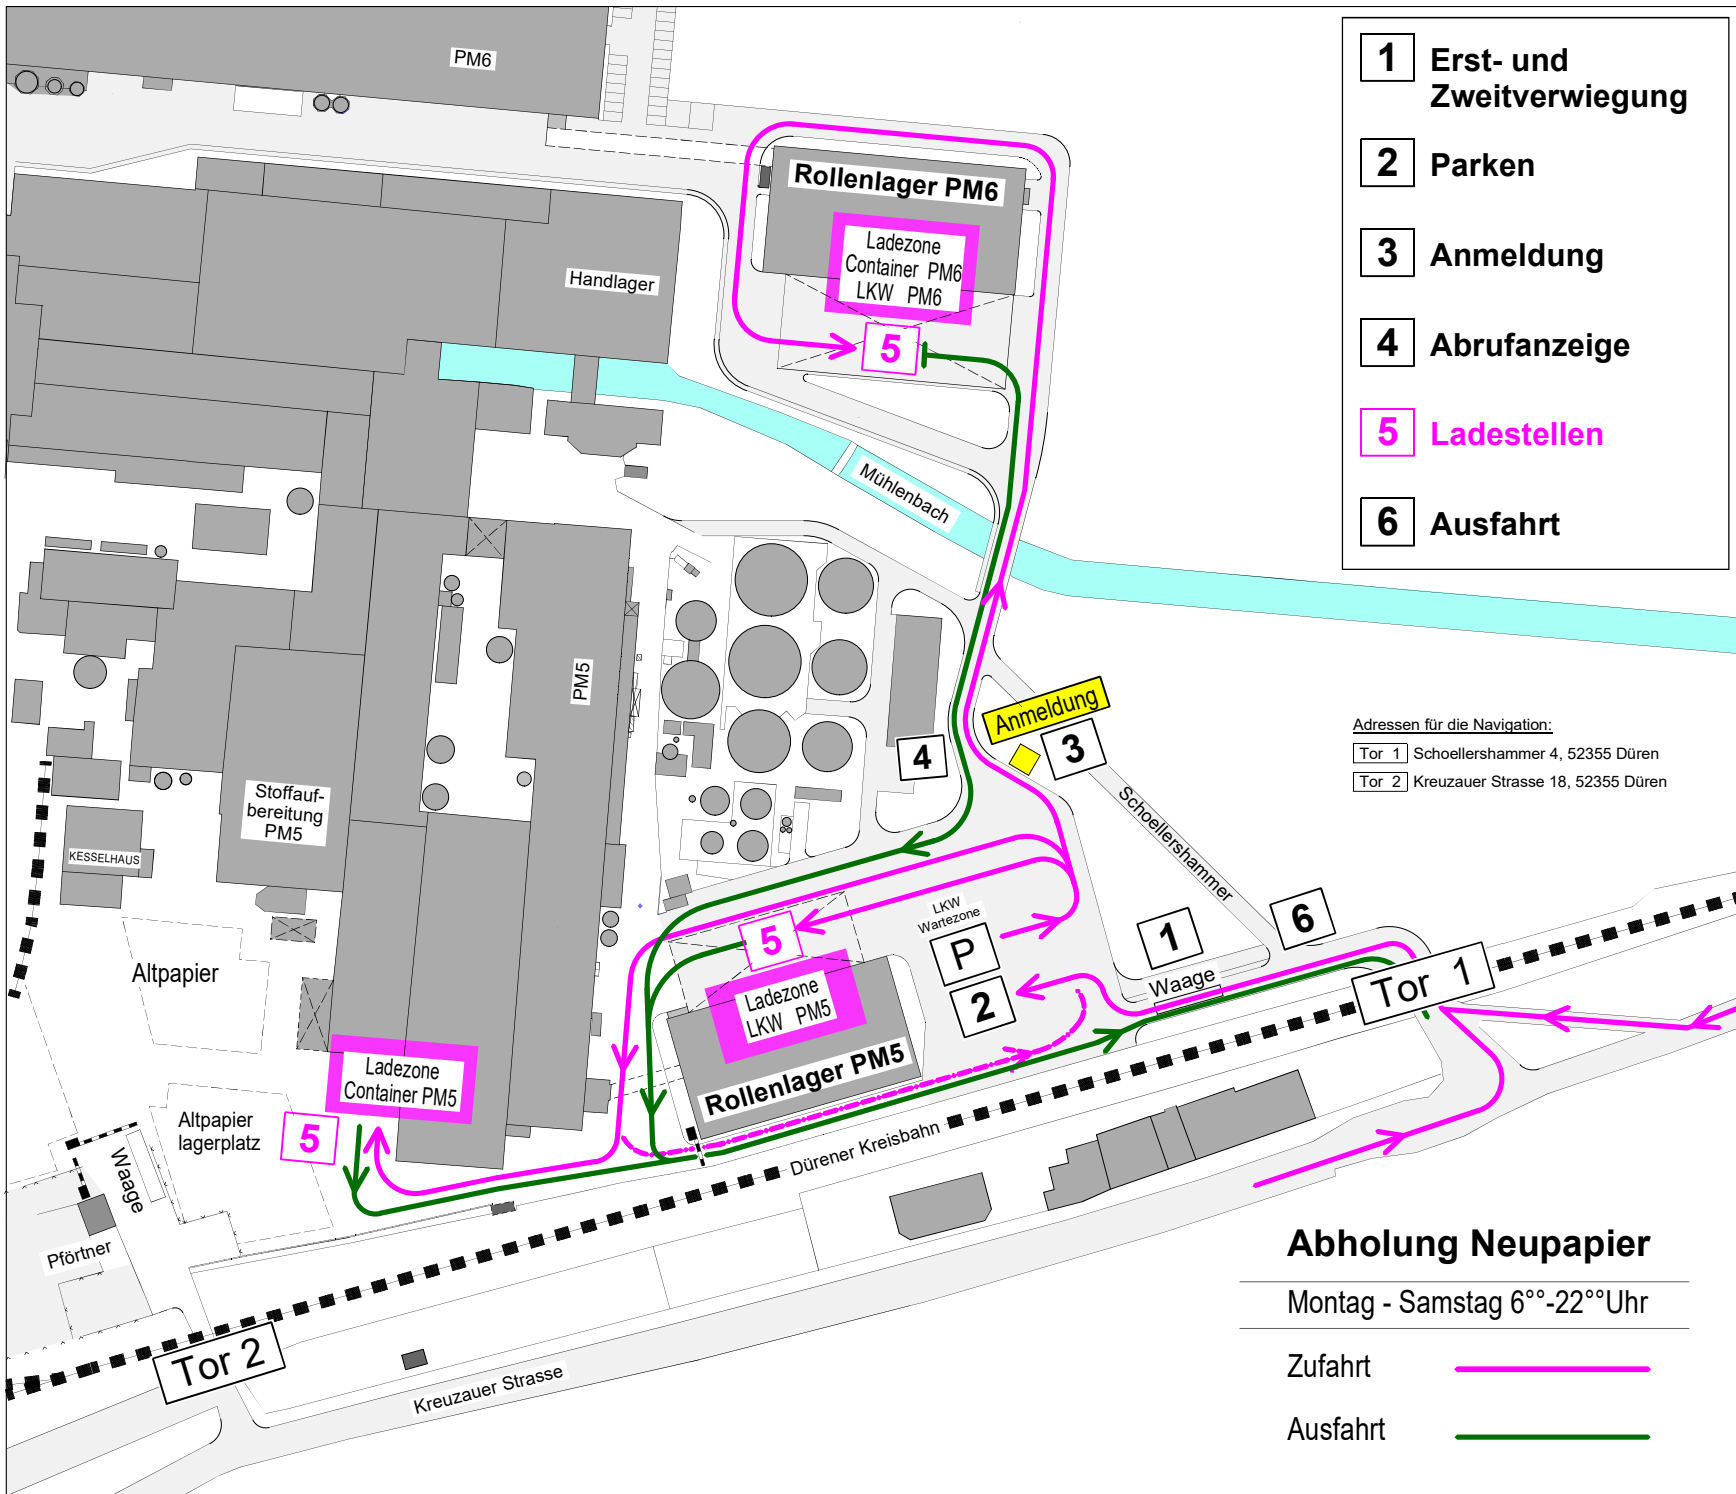 PM6
1 Erst- und
Zweitverwiegung
2 Parken
3 Anmeldung
4 Abrufanzeige
5 Ladestellen
6 Ausfahrt
Rollenlager PM6
Ladezone
Container PM6
LKW PM6
5
Handlager
Mühlenbach
PM5
Anmeldung
3
4
Schoellershammer
Adressen für die Navigation:
Tor 1 Schoellershammer 4, 52355 Düren
Tor 2 Kreuzauer Strasse 18, 52355 Düren
Stoffauf-
bereitung
PM5
KESSELHAUS
Altpapier
LKW
Wartezone
P
2
1
Waage
6
Tor 1
5
Ladezone
LKW PM5
Rollenlager PM5
Ladezone
Container PM5
5
Altpapier
lagerplatz
Waage
Pförtner
Dürener Kreisbahn
Tor 2
Kreuzauer Strasse
Abholung Neupapier
Montag - Samstag 6°°-22°°Uhr
Zufahrt
Ausfahrt